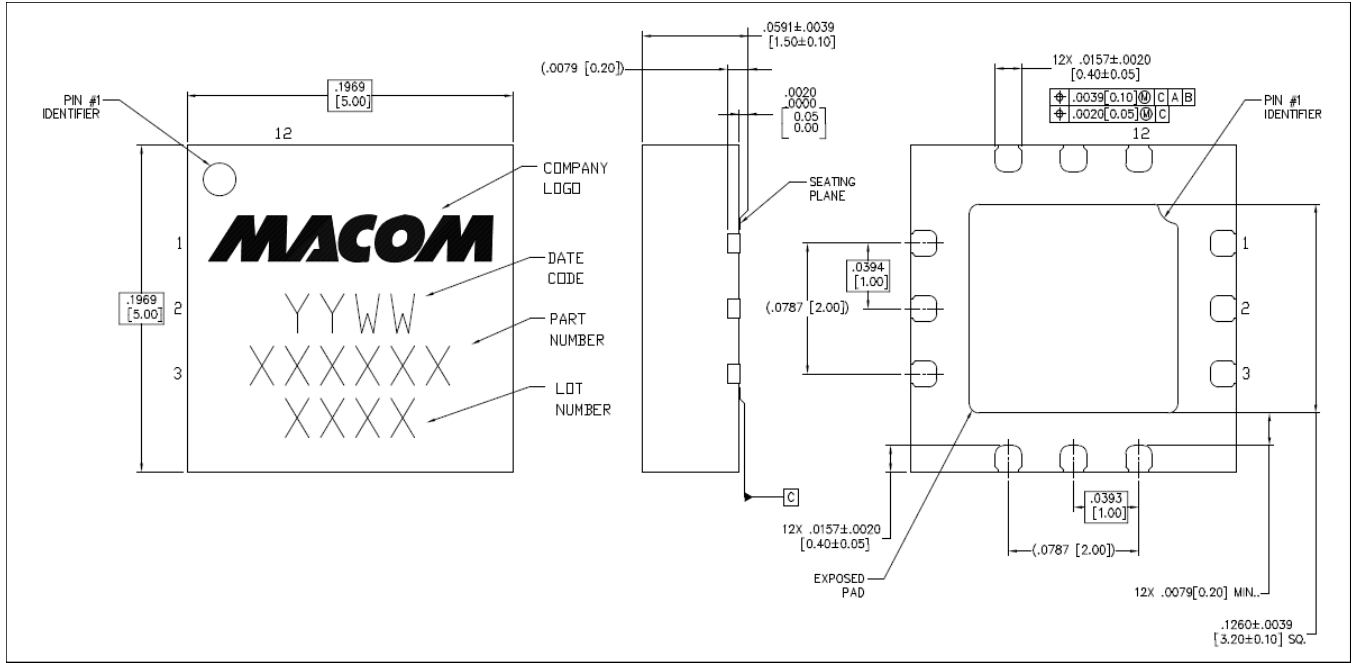 PIN #1
IDENTIFIER
.1969
[5.00]
12
COMPANY
LOGO
MACOM
1
DATE
CODE
.1969
[5.00]
2
YYWW
PART
NUMBER
XXXXXX
3
LOT
NUMBER
XXXX
.0591±.0039
[1.50±0.10]
(.0079 [0.20])
.0020
.0000
[0.05
0.00]
SEATING
PLANE
C
12X .0157±.0020
[0.40±0.05]
⌖ .0039[0.10]Ⓜ C A B
⌖ .0020[0.05]Ⓜ C
12
PIN #1
IDENTIFIER
1
.0394
[1.00]
(.0787 [2.00])
2
3
12X .0157±.0020
[0.40±0.05]
.0393
[1.00]
(.0787 [2.00])
EXPOSED
PAD
12X .0079[0.20] MIN.
.1260±.0039
[3.20±0.10] SQ.